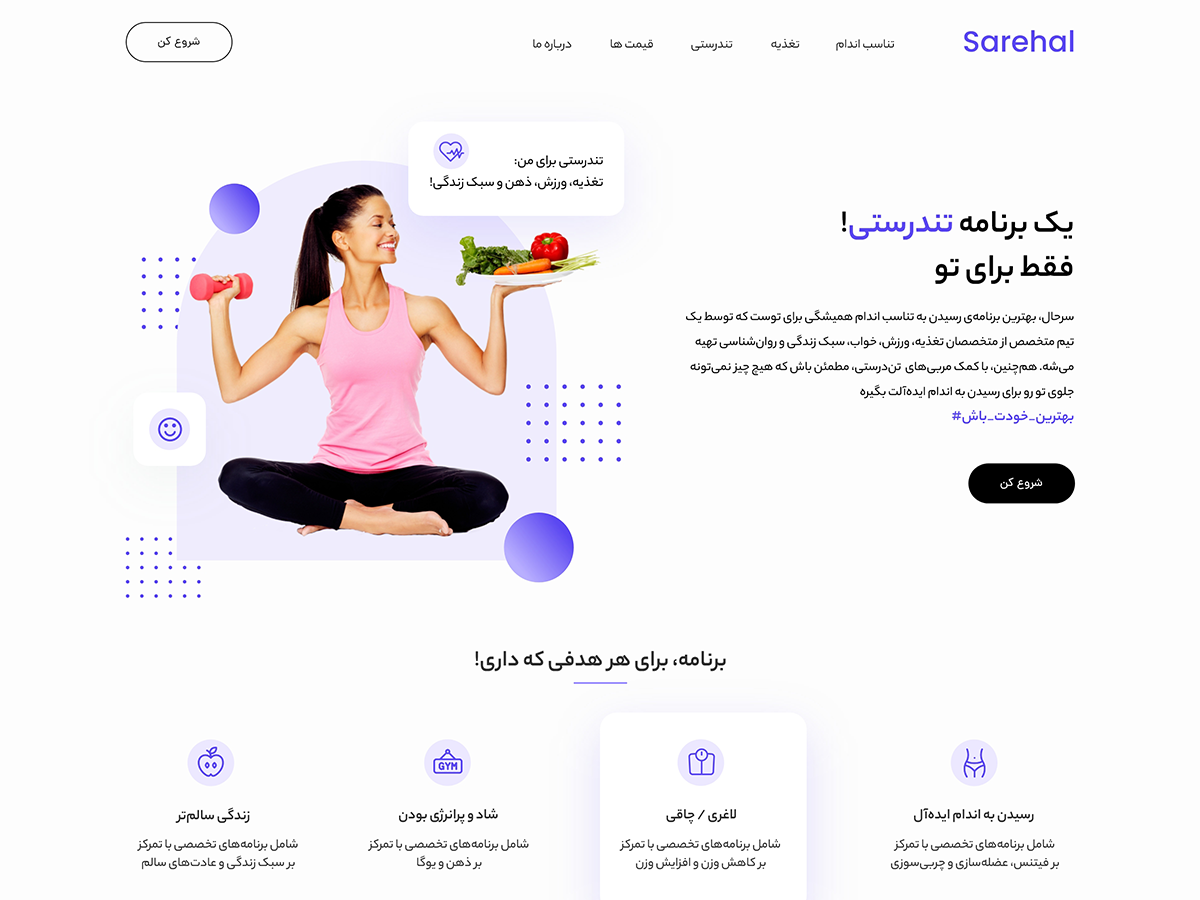 Sarehal
تناسب اندام
تغذیه
تندرستی
قیمت ها
درباره ما
شروع کن
تندرستی برای من:
تغذیه، ورزش، ذهن و سبک زندگی!
یک برنامه تندرستی!
فقط برای تو
سرحال، بهترین برنامه‌ی رسیدن به تناسب اندام همیشگی برای توست که توسط یک
تیم متخصص از متخصصان تغذیه، ورزش، خواب، سبک زندگی و روان‌شناسی تهیه
می‌شه. هم‌چنین، با کمک مربی‌های تن‌درستی، مطمئن باش که هیچ چیز نمی‌تونه
جلوی تو رو برای رسیدن به اندام ایده‌آلت بگیره
#بهترین_خودت_باش
شروع کن
برنامه، برای هر هدفی که داری!
رسیدن به اندام ایده‌آل
شامل برنامه‌های تخصصی با تمرکز
بر فیتنس، عضله‌سازی و چربی‌سوزی
لاغری / چاقی
شامل برنامه‌های تخصصی با تمرکز
بر کاهش وزن و افزایش وزن
GYM
شاد و پرانرژی بودن
شامل برنامه‌های تخصصی با تمرکز
بر ذهن و یوگا
زندگی سالم‌تر
شامل برنامه‌های تخصصی با تمرکز
بر سبک زندگی و عادت‌های سالم